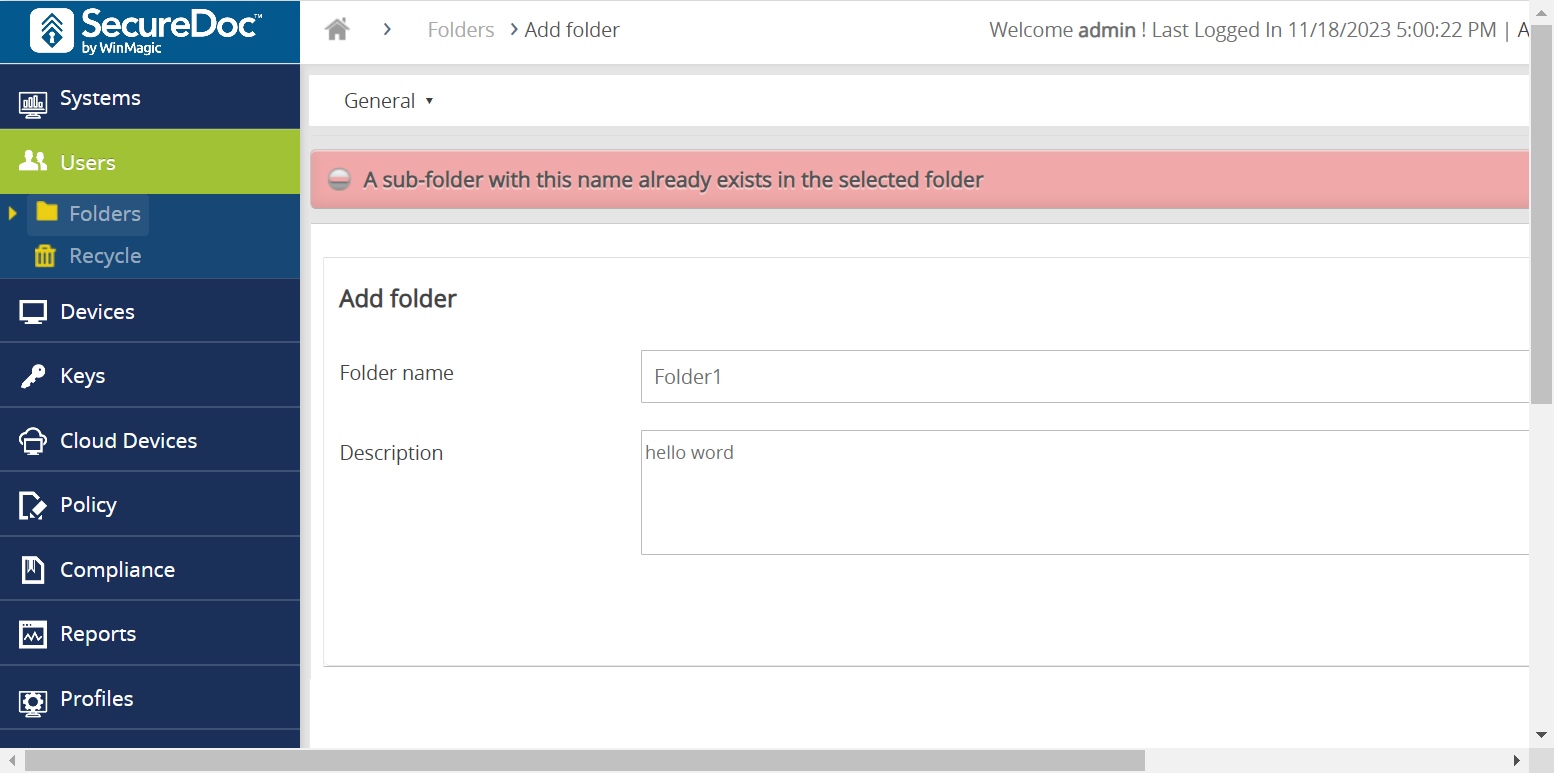 SecureDoc™
by WinMagic
Folders
Add folder
Welcome admin ! Last Logged In 11/18/2023 5:00:22 PM | A
Systems
General
Users
A sub-folder with this name already exists in the selected folder
Folders
Recycle
Add folder
Devices
Folder name
Folder1
Keys
Cloud Devices
Description
hello word
Policy
Compliance
Reports
Profiles